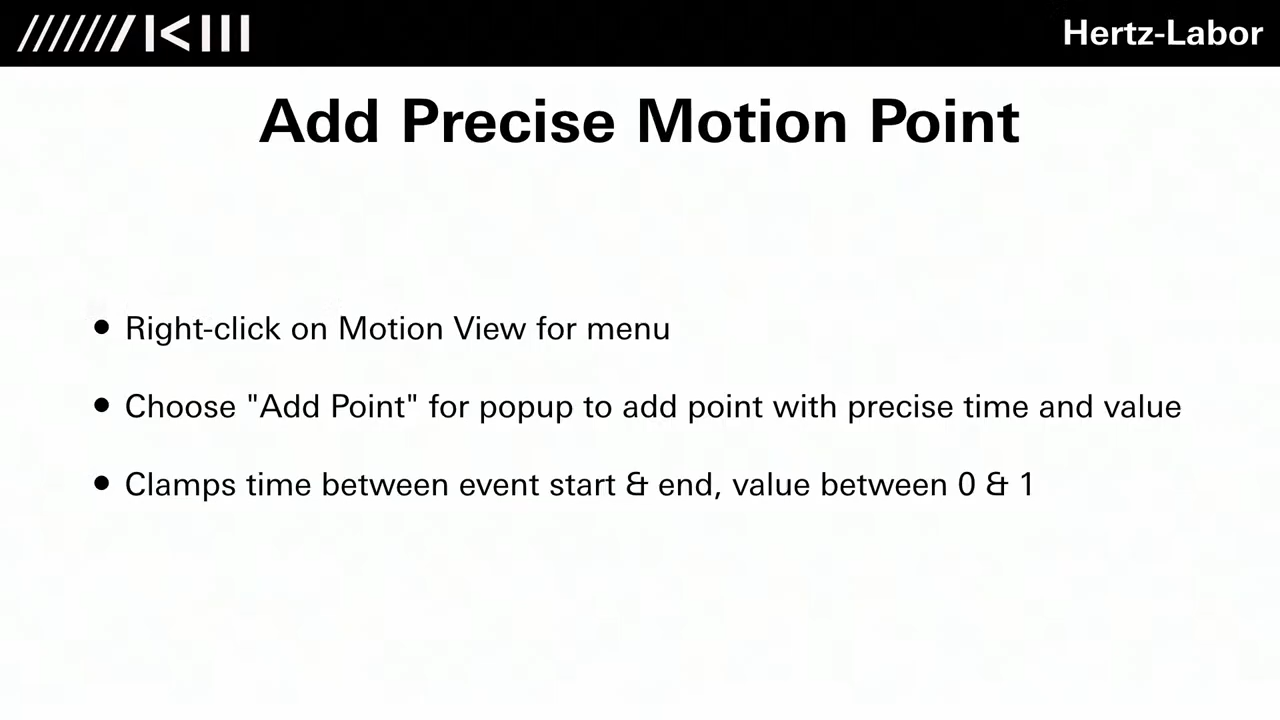 Hertz-Labor
Add Precise Motion Point
• Right-click on Motion View for menu
• Choose "Add Point" for popup to add point with precise time and value
• Clamps time between event start & end, value between 0 & 1